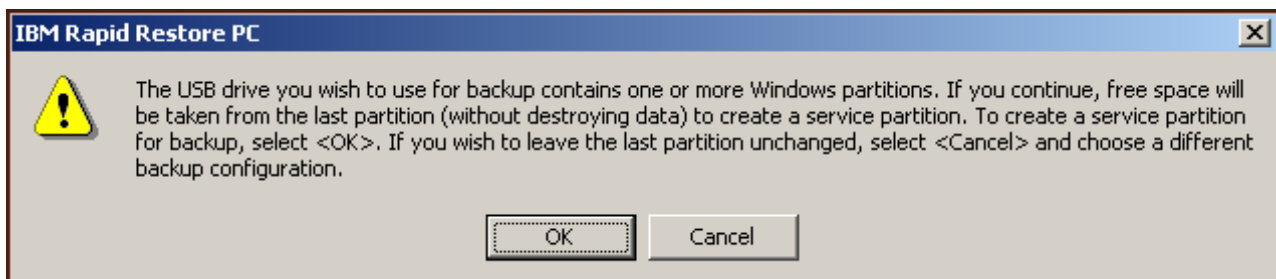 IBM Rapid Restore PC
The USB drive you wish to use for backup contains one or more Windows partitions. If you continue, free space will
be taken from the last partition (without destroying data) to create a service partition. To create a service partition
for backup, select <OK>. If you wish to leave the last partition unchanged, select <Cancel> and choose a different
backup configuration.
OK Cancel